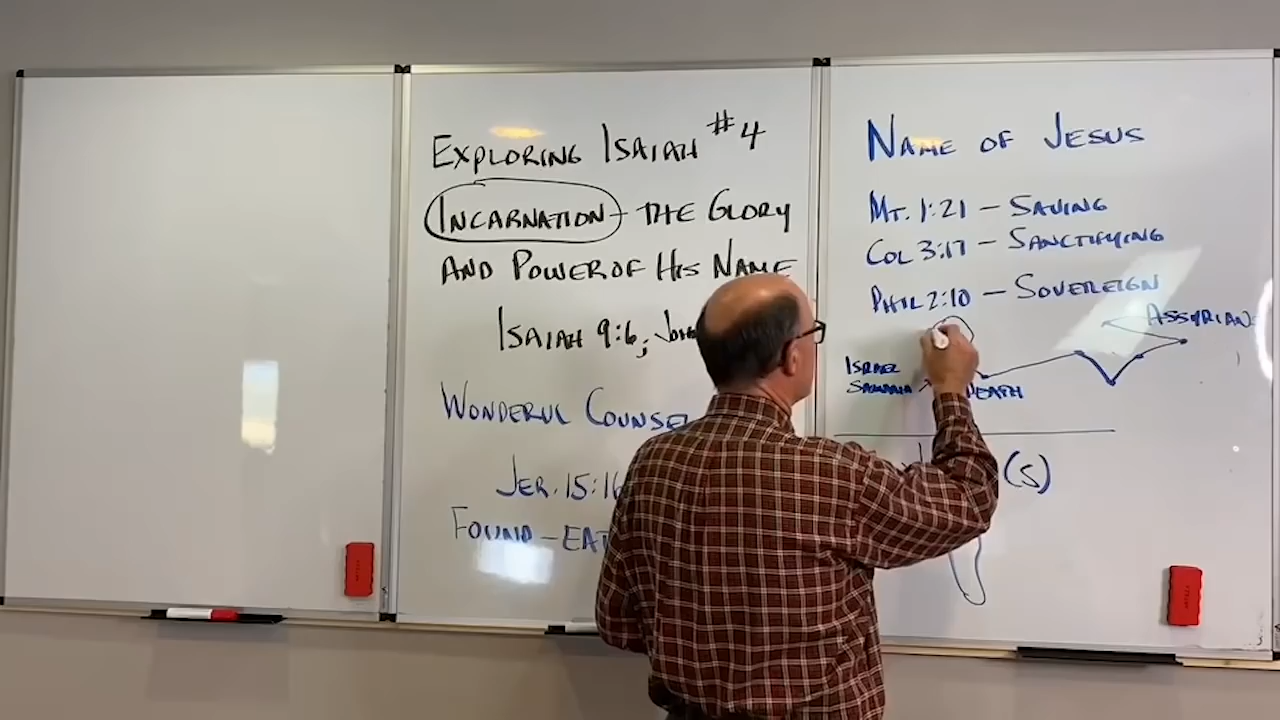 EXPLORING ISAIAH #4
INCARNATION - THE GLORY
AND POWER OF HIS NAME
ISAIAH 9:6;
WONDERUL
JER. 15:16
FOUND - EAT
NAME OF JESUS
MT. 1:21 - SAVING
COL 3:17 - SANCTIFYING
PHIL 2:10 - SOVEREIGN
ASSYRIAN
ISRAEL
SAMARIA DEATH
(S)